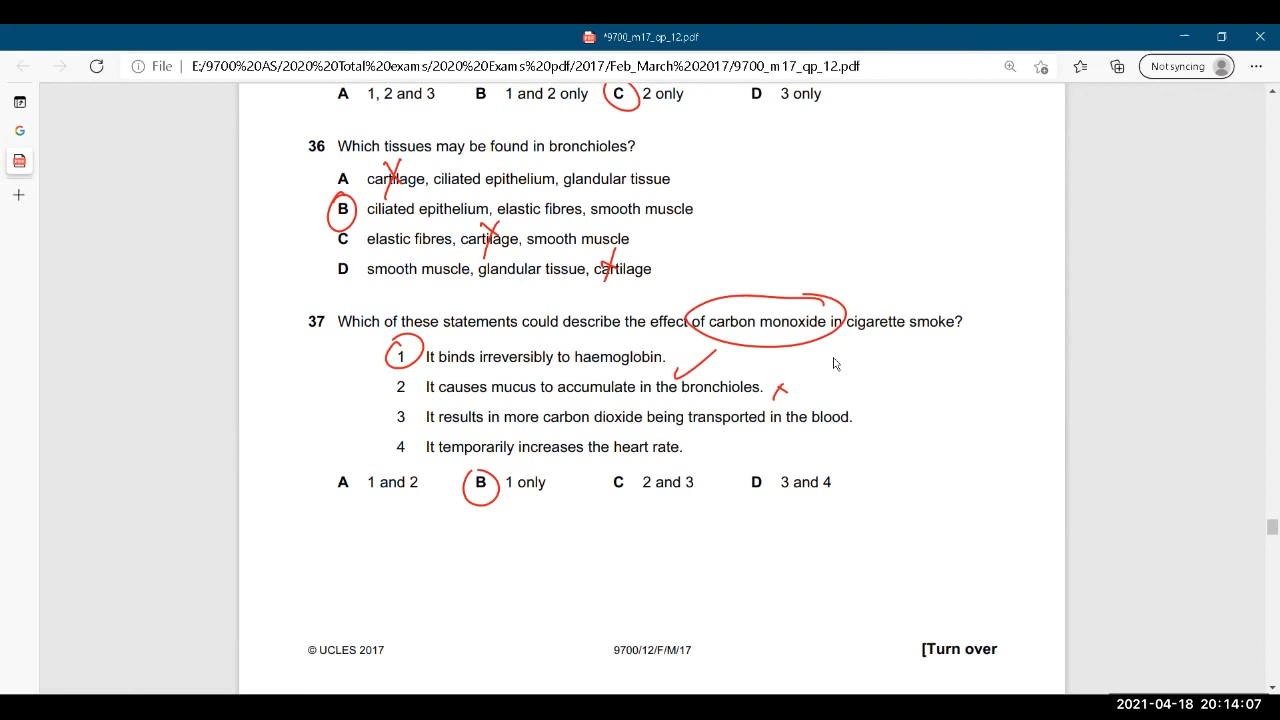 *9700_m17_qp_12.pdf
File | E:/9700%20AS/2020%20Total%20exams/2020%20Exams%20pdf/2017/Feb_March%202017/9700_m17_qp_12.pdf Not syncing
A 1, 2 and 3 B 1 and 2 only C 2 only D 3 only
36 Which tissues may be found in bronchioles?
A cartilage, ciliated epithelium, glandular tissue
B ciliated epithelium, elastic fibres, smooth muscle
C elastic fibres, cartilage, smooth muscle
D smooth muscle, glandular tissue, cartilage
37 Which of these statements could describe the effect of carbon monoxide in cigarette smoke?
1 It binds irreversibly to haemoglobin.
2 It causes mucus to accumulate in the bronchioles.
3 It results in more carbon dioxide being transported in the blood.
4 It temporarily increases the heart rate.
A 1 and 2 B 1 only C 2 and 3 D 3 and 4
© UCLES 2017 9700/12/F/M/17 [Turn over
2021-04-18 20:14:07